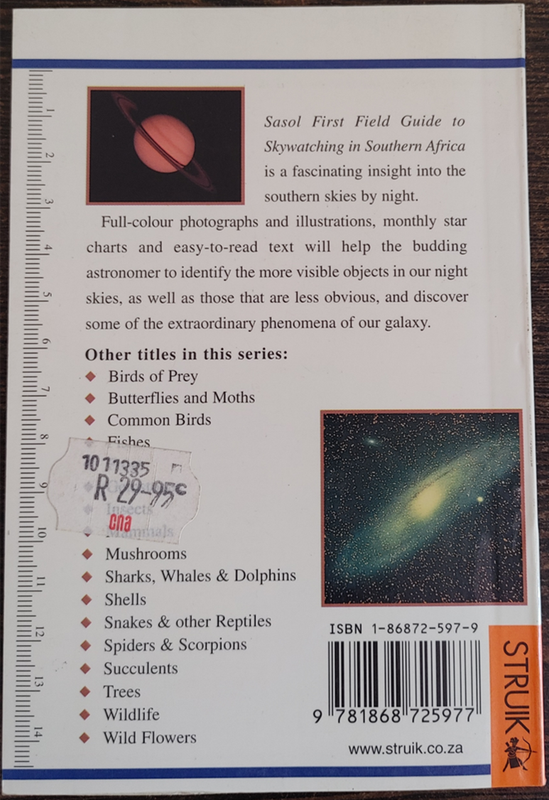 Sasol First Field Guide to
Skywatching in Southern Africa
is a fascinating insight into the
southern skies by night.
Full-colour photographs and illustrations, monthly star
charts and easy-to-read text will help the budding
astronomer to identify the more visible objects in our night
skies, as well as those that are less obvious, and discover
some of the extraordinary phenomena of our galaxy.
Other titles in this series:
Birds of Prey
Butterflies and Moths
Common Birds
Fishes
1011335
R 29-95c
Insects
cna
Mammals
Mushrooms
Sharks, Whales & Dolphins
Shells
Snakes & other Reptiles
Spiders & Scorpions
Succulents
Trees
Wildlife
Wild Flowers
1
2
3
4
5
6
7
8
9
10
11
12
13
14
ISBN 1-86872-597-9
9 781868 725977
www.struik.co.za
STRUIK